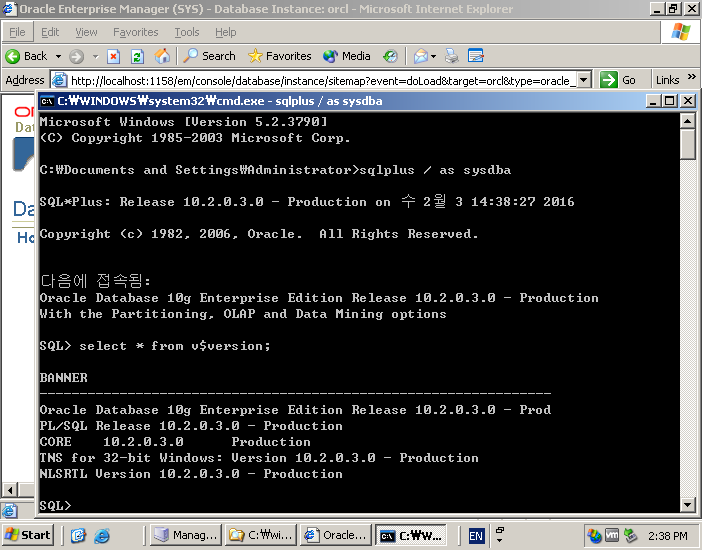 Oracle Enterprise Manager (SYS) - Database Instance: orcl - Microsoft Internet Explorer
File Edit View Favorites Tools Help
Back Search Favorites Media
Address http://localhost:1158/em/console/database/instance/sitemap?event=doLoad&target=orcl&type=oracle_ Go Links »
C:₩WINDOWS₩system32₩cmd.exe - sqlplus / as sysdba
Microsoft Windows [Version 5.2.3790]
(C) Copyright 1985-2003 Microsoft Corp.
C:₩Documents and Settings₩Administrator>sqlplus / as sysdba
SQL*Plus: Release 10.2.0.3.0 - Production on 수 2월 3 14:38:27 2016
Copyright (c) 1982, 2006, Oracle.  All Rights Reserved.
다음에 접속됨:
Oracle Database 10g Enterprise Edition Release 10.2.0.3.0 - Production
With the Partitioning, OLAP and Data Mining options
SQL> select * from v$version;
BANNER
----------------------------------------------------------------
Oracle Database 10g Enterprise Edition Release 10.2.0.3.0 - Prod
PL/SQL Release 10.2.0.3.0 - Production
CORE    10.2.0.3.0      Production
TNS for 32-bit Windows: Version 10.2.0.3.0 - Production
NLSRTL Version 10.2.0.3.0 - Production
SQL>
Start Manag... C:₩wi... Oracle... C:₩W... EN 2:38 PM